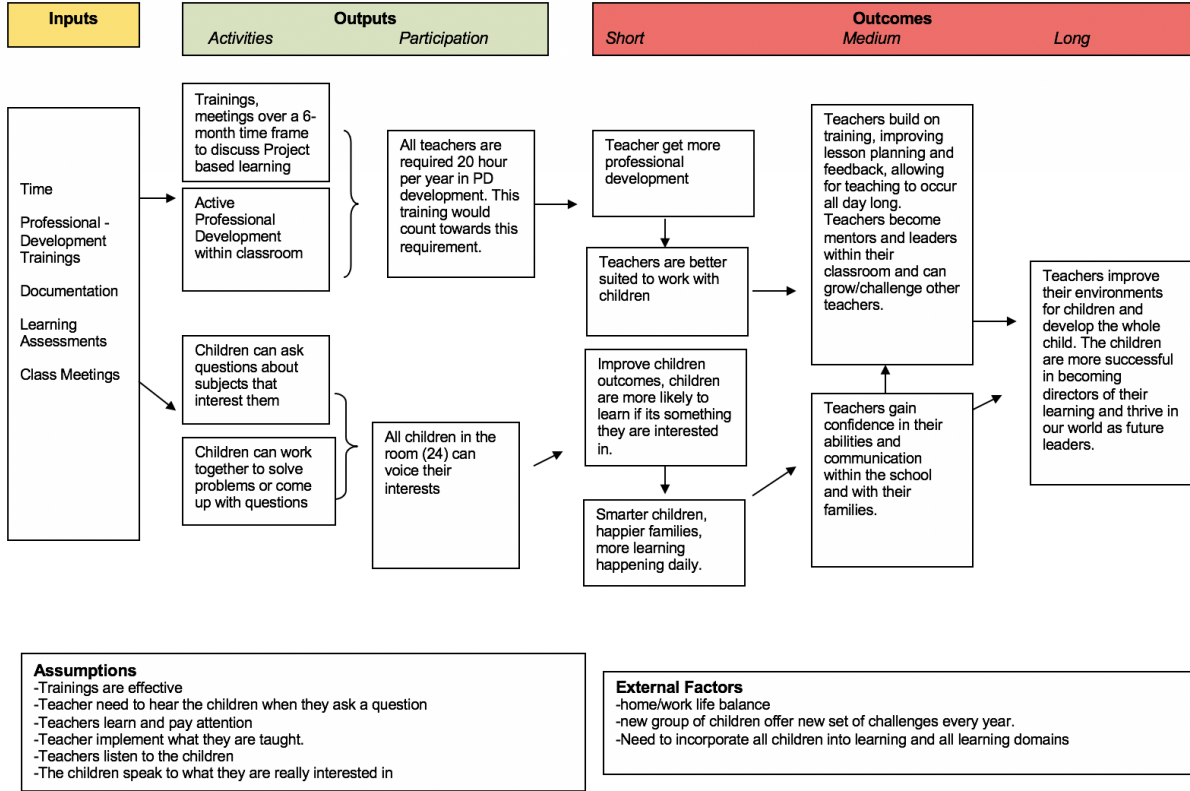 Inputs
Outputs
Activities
Participation
Outcomes
Short
Medium
Long
Time
Professional -
Development
Trainings
Documentation
Learning
Assessments
Class Meetings
Trainings,
meetings over a 6-
month time frame
to discuss Project
based learning
Active
Professional
Development
within classroom
Children can ask
questions about
subjects that
interest them
Children can work
together to solve
problems or come
up with questions
All teachers are
required 20 hour
per year in PD
development. This
training would
count towards this
requirement.
All children in the
room (24) can
voice their
interests
Teacher get more
professional
development
Teachers are better
suited to work with
children
Improve children
outcomes, children
are more likely to
learn if its something
they are interested
in.
Smarter children,
happier families,
more learning
happening daily.
Teachers build on
training, improving
lesson planning and
feedback, allowing
for teaching to occur
all day long.
Teachers become
mentors and leaders
within their
classroom and can
grow/challenge other
teachers.
Teachers gain
confidence in their
abilities and
communication
within the school
and with their
families.
Teachers improve
their environments
for children and
develop the whole
child. The children
are more successful
in becoming
directors of their
learning and thrive in
our world as future
leaders.
Assumptions
-Trainings are effective
-Teacher need to hear the children when they ask a question
-Teachers learn and pay attention
-Teacher implement what they are taught.
-Teachers listen to the children
-The children speak to what they are really interested in
External Factors
-home/work life balance
-new group of children offer new set of challenges every year.
-Need to incorporate all children into learning and all learning domains